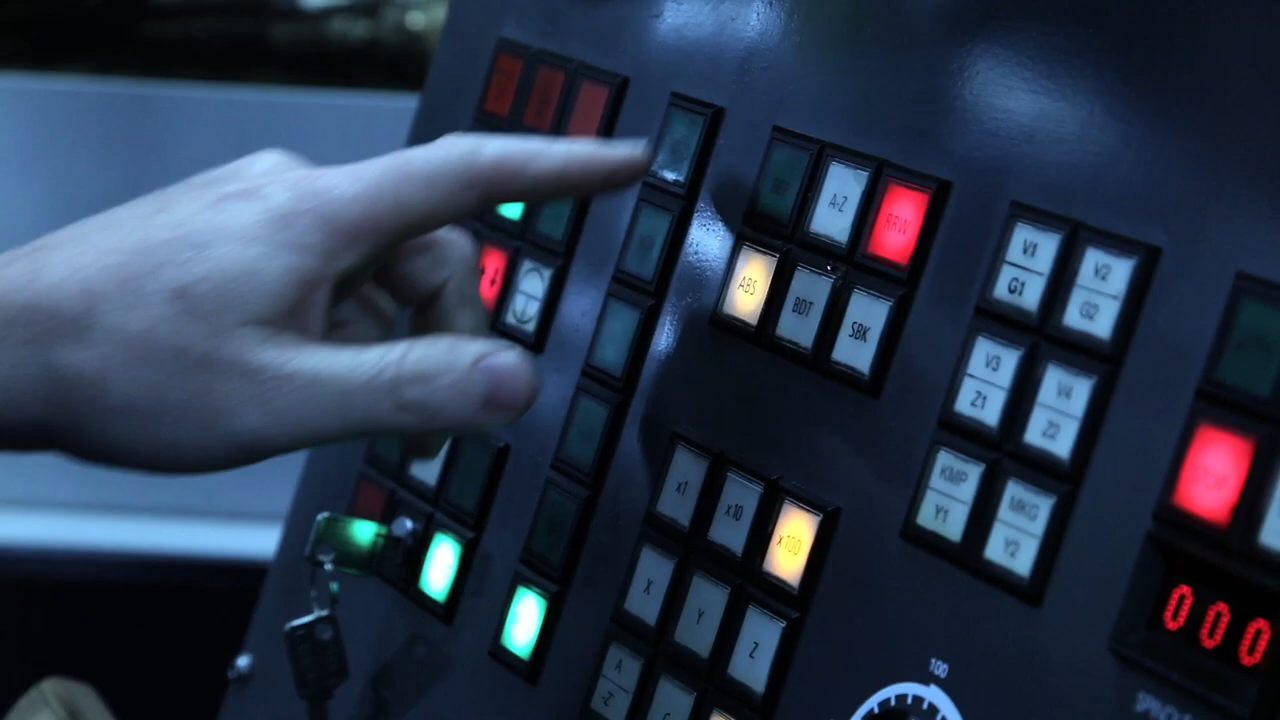 A-Z
RRW
ABS
BDT
SBK
V1
G1
V2
G2
V3
Z1
V4
Z2
KMP
Y1
MKG
Y2
x1
x10
x100
X
Y
Z
A
-Z
000
100